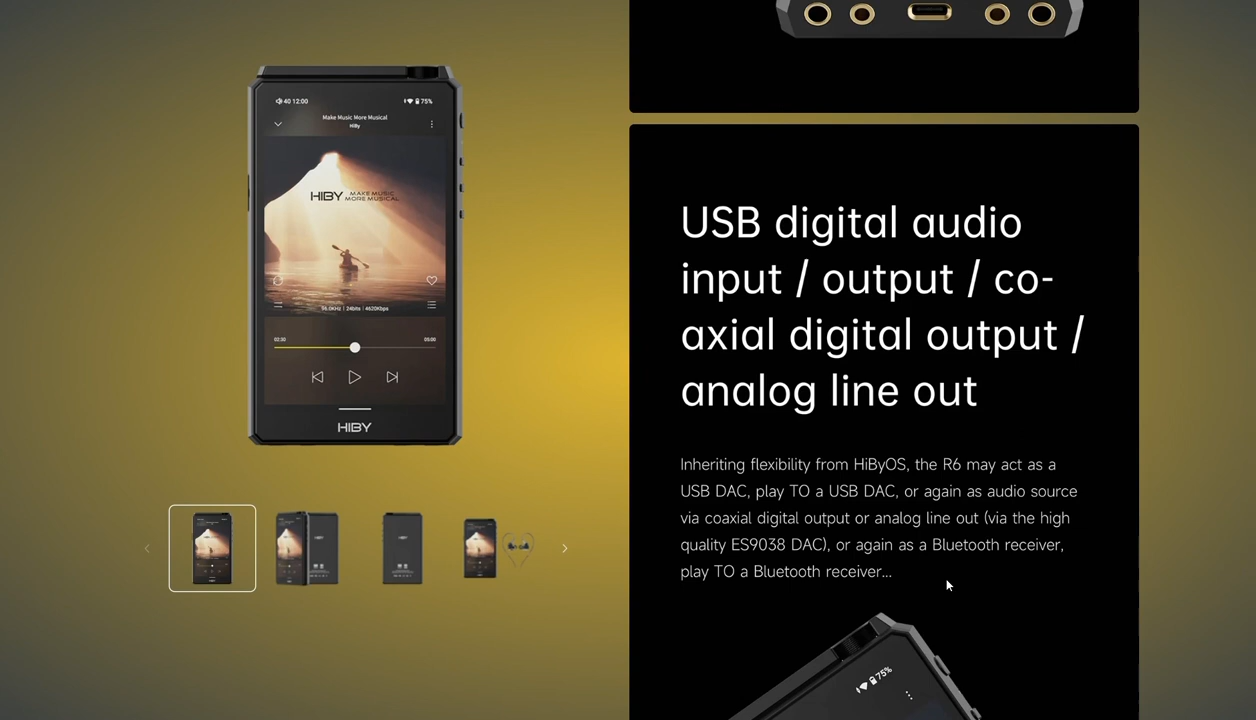 40 12:00
75%
Make Music More Musical
HiBy
HIBY MAKE MUSIC
MORE MUSICAL
96.0KHz | 24bits | 4620Kbps
02:30
05:00
HIBY
USB digital audio
input / output / co-
axial digital output /
analog line out
Inheriting flexibility from HiByOS, the R6 may act as a
USB DAC, play TO a USB DAC, or again as audio source
via coaxial digital output or analog line out (via the high
quality ES9038 DAC), or again as a Bluetooth receiver,
play TO a Bluetooth receiver...
75%